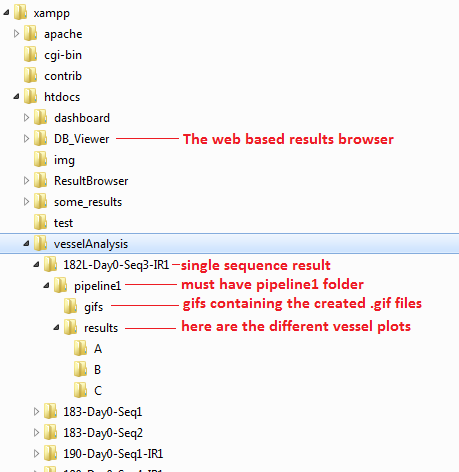 xampp
apache
cgi-bin
contrib
htdocs
dashboard
DB_Viewer The web based results browser
img
ResultBrowser
some_results
test
vesselAnalysis
182L-Day0-Seq3-IR1 single sequence result
pipeline1 must have pipeline1 folder
gifs gifs containing the created .gif files
results here are the different vessel plots
A
B
C
183-Day0-Seq1
183-Day0-Seq2
190-Day0-Seq1-IR1